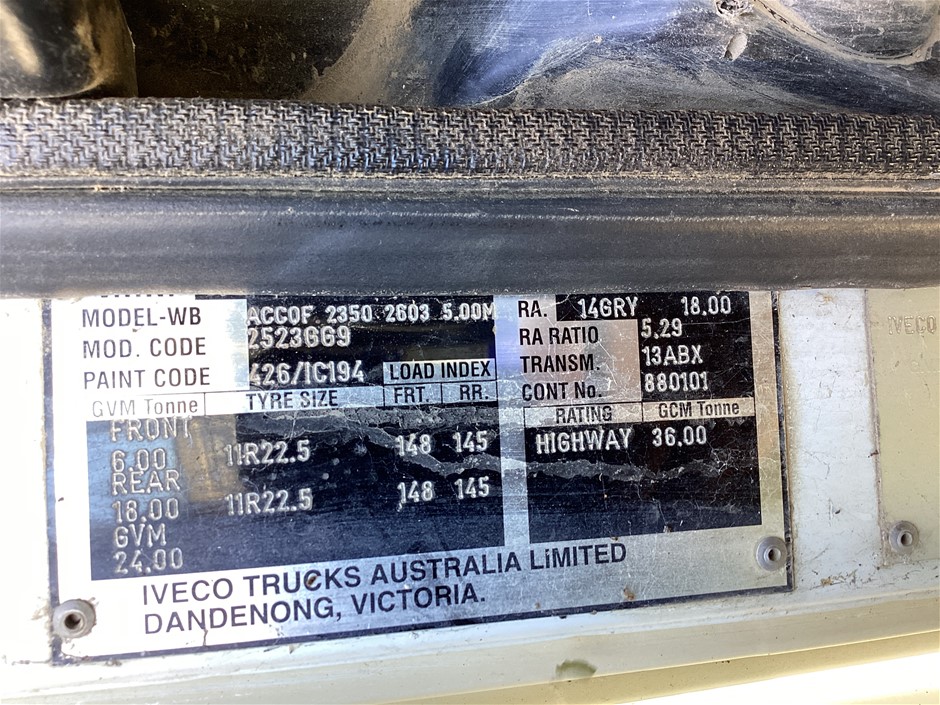 MODEL-WB ACCOF 2350 2603 5.00M RA. 14GRY 18.00
MOD. CODE 2523669 RA RATIO 5.29
PAINT CODE 426/1C194 LOAD INDEX TRANSM. 13ABX
GVM Tonne TYRE SIZE FRT. RR. CONT No. 880101
FRONT RATING GCM Tonne
6.00 11R22.5 148 145 HIGHWAY 36.00
REAR
18.00 11R22.5 148 145
GVM
24.00
IVECO TRUCKS AUSTRALIA LIMITED
DANDENONG, VICTORIA.
IVECO